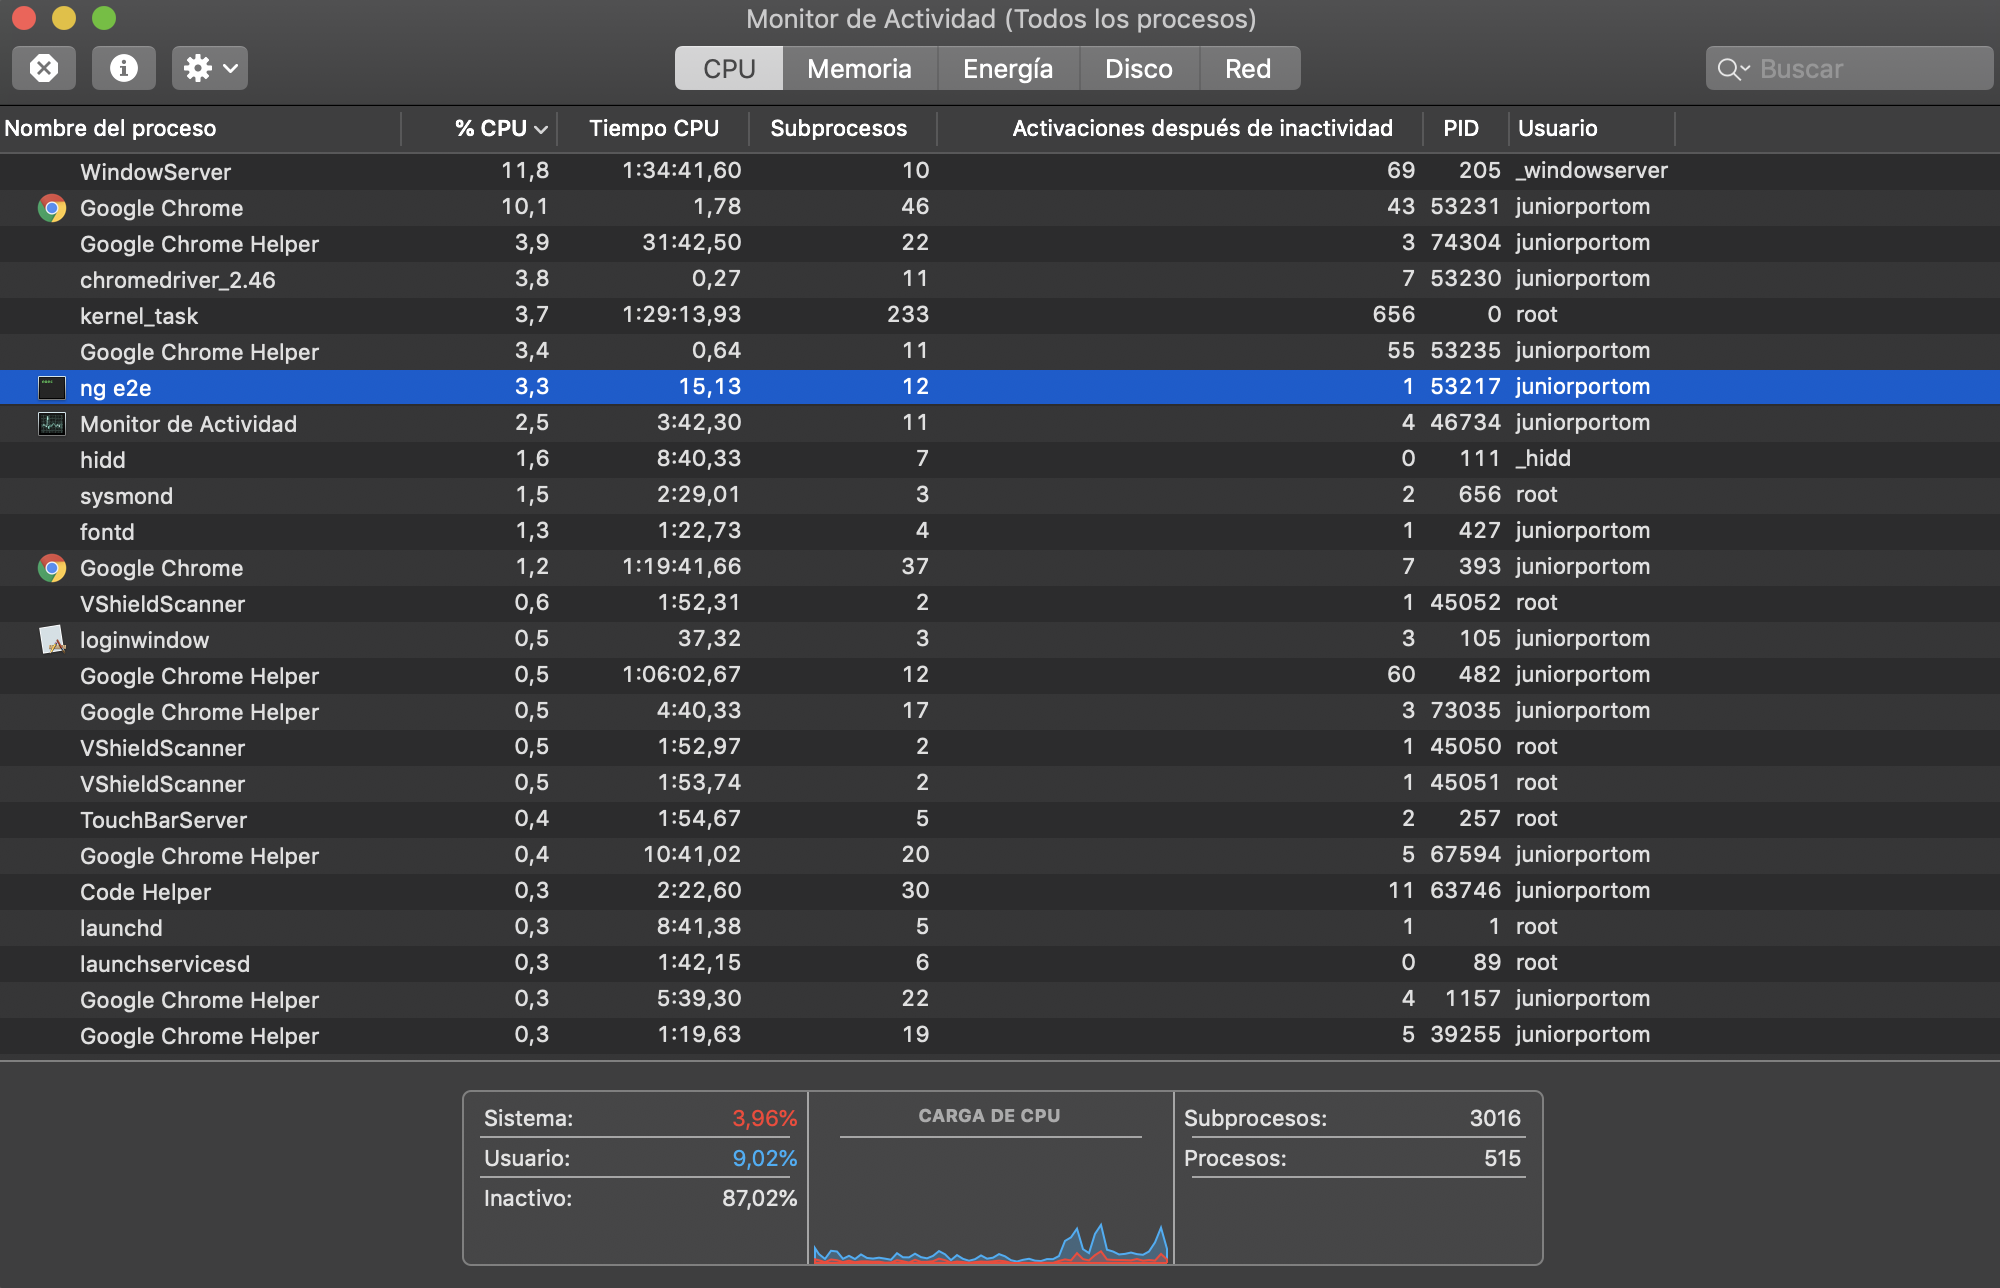 Monitor de Actividad (Todos los procesos)
CPU Memoria Energía Disco Red Buscar
Nombre del proceso % CPU Tiempo CPU Subprocesos Activaciones después de inactividad PID Usuario
WindowServer 11,8 1:34:41,60 10 69 205 _windowserver
Google Chrome 10,1 1,78 46 43 53231 juniorportom
Google Chrome Helper 3,9 31:42,50 22 3 74304 juniorportom
chromedriver_2.46 3,8 0,27 11 7 53230 juniorportom
kernel_task 3,7 1:29:13,93 233 656 0 root
Google Chrome Helper 3,4 0,64 11 55 53235 juniorportom
ng e2e 3,3 15,13 12 1 53217 juniorportom
Monitor de Actividad 2,5 3:42,30 11 4 46734 juniorportom
hidd 1,6 8:40,33 7 0 111 _hidd
sysmond 1,5 2:29,01 3 2 656 root
fontd 1,3 1:22,73 4 1 427 juniorportom
Google Chrome 1,2 1:19:41,66 37 7 393 juniorportom
VShieldScanner 0,6 1:52,31 2 1 45052 root
loginwindow 0,5 37,32 3 3 105 juniorportom
Google Chrome Helper 0,5 1:06:02,67 12 60 482 juniorportom
Google Chrome Helper 0,5 4:40,33 17 3 73035 juniorportom
VShieldScanner 0,5 1:52,97 2 1 45050 root
VShieldScanner 0,5 1:53,74 2 1 45051 root
TouchBarServer 0,4 1:54,67 5 2 257 root
Google Chrome Helper 0,4 10:41,02 20 5 67594 juniorportom
Code Helper 0,3 2:22,60 30 11 63746 juniorportom
launchd 0,3 8:41,38 5 1 1 root
launchservicesd 0,3 1:42,15 6 0 89 root
Google Chrome Helper 0,3 5:39,30 22 4 1157 juniorportom
Google Chrome Helper 0,3 1:19,63 19 5 39255 juniorportom
Sistema: 3,96% CARGA DE CPU Subprocesos: 3016
Usuario: 9,02% Procesos: 515
Inactivo: 87,02%